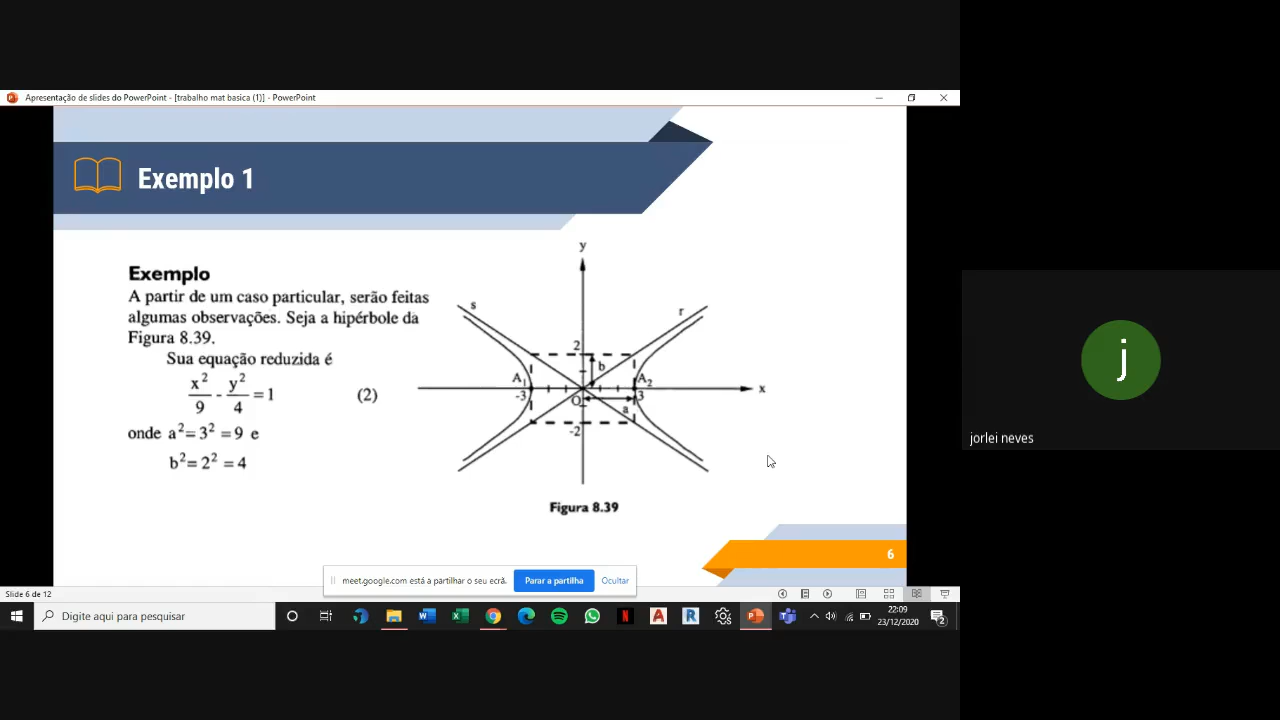 Apresentação de slides do PowerPoint - [trabalho mat basica (1)] - PowerPoint
Exemplo 1
Exemplo
A partir de um caso particular, serão feitas
algumas observações. Seja a hipérbole da
Figura 8.39.
Sua equação reduzida é
x²/9 - y²/4 = 1 (2)
onde a² = 3² = 9 e
b² = 2² = 4
y
s
r
2
b
A₁
A₂
x
-3
O
3
a
-2
Figura 8.39
6
meet.google.com está a partilhar o seu ecrã.
Parar a partilha
Ocultar
Slide 6 de 12
Digite aqui para pesquisar
22:09
23/12/2020
2
j
jorlei neves